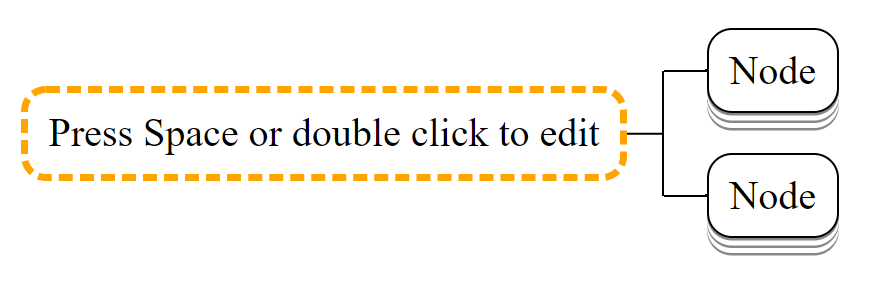 Press Space or double click to edit
Node
Node